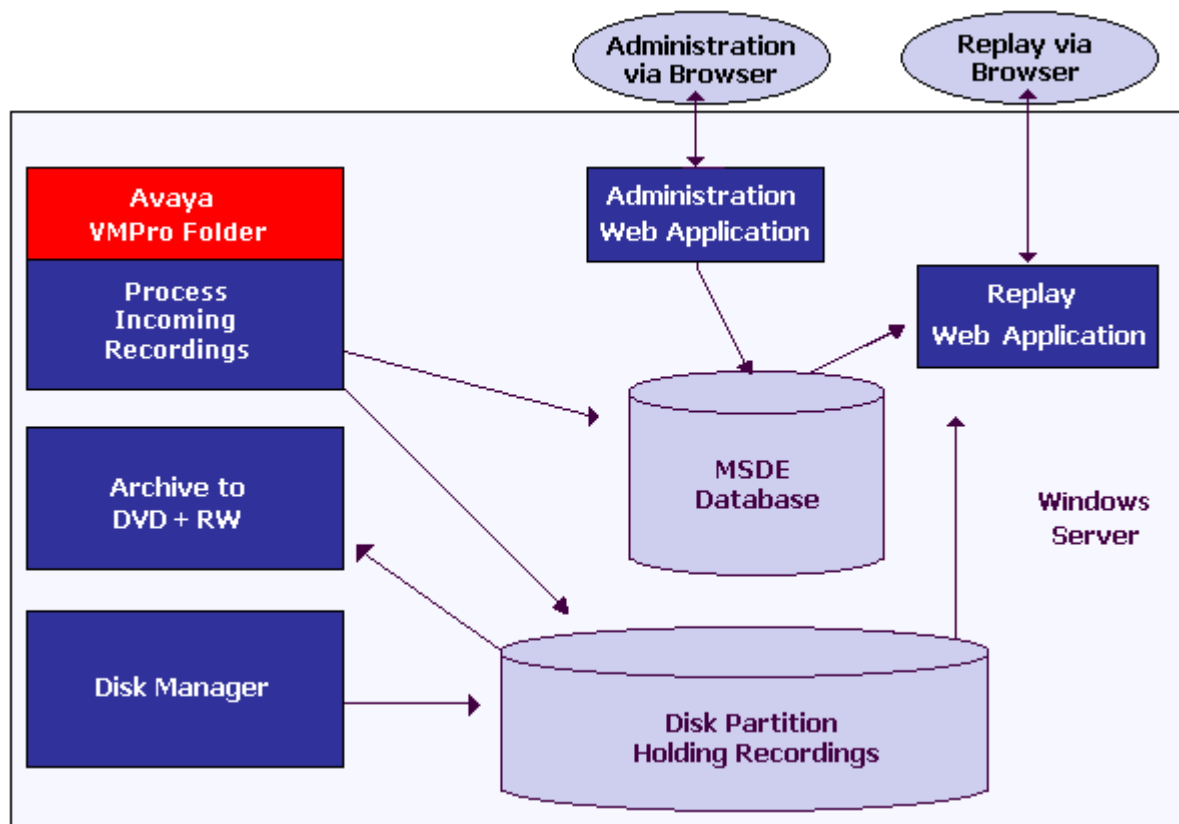 Administration
via Browser
Replay via
Browser
Avaya
VMPro Folder
Process
Incoming
Recordings
Administration
Web Application
Replay
Web Application
MSDE
Database
Archive to
DVD + RW
Windows
Server
Disk Manager
Disk Partition
Holding Recordings